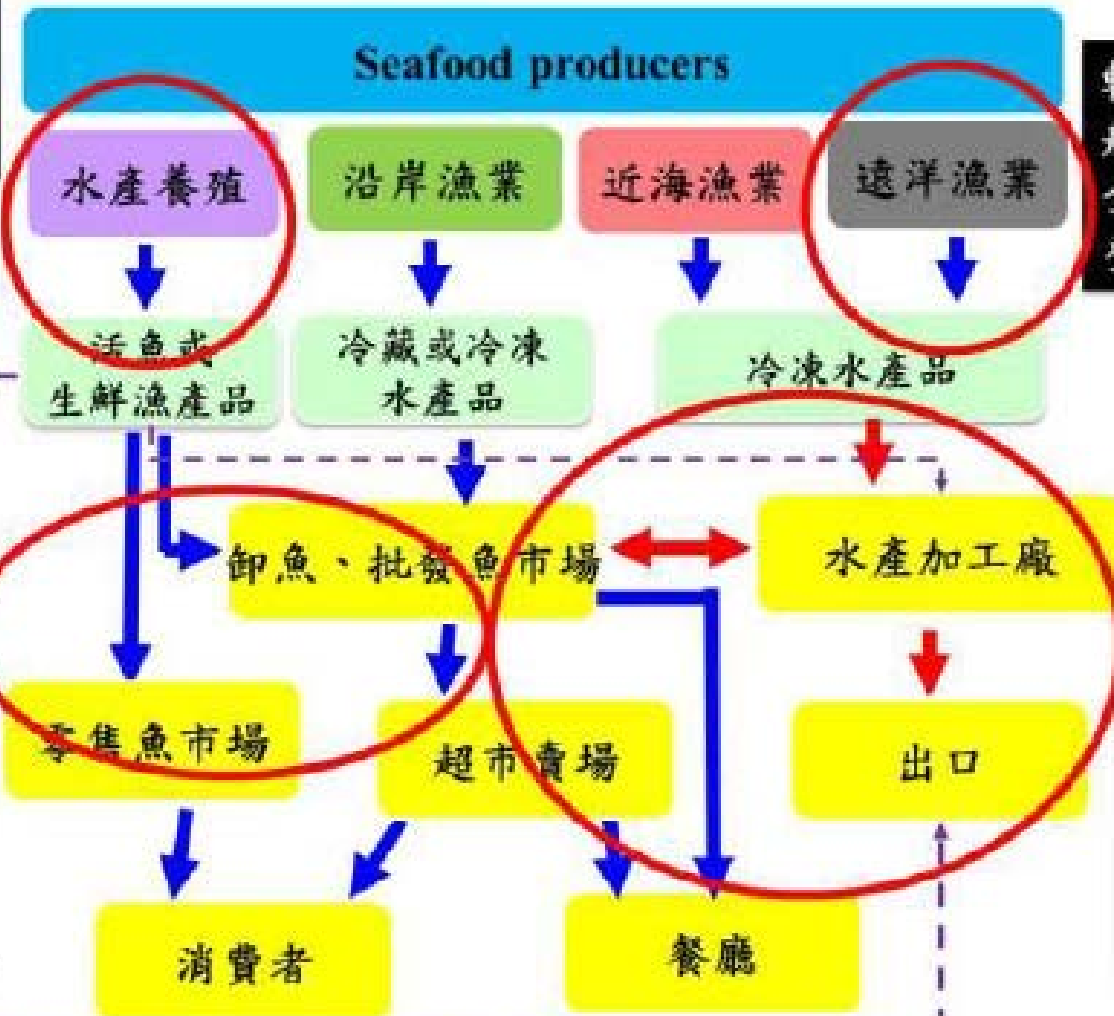 Seafood producers
水產養殖
沿岸漁業
近海漁業
遠洋漁業
活魚或
生鮮漁產品
冷藏或冷凍
水產品
冷凍水產品
卸魚、批發魚市場
水產加工廠
零售魚市場
超市賣場
出口
消費者
餐廳